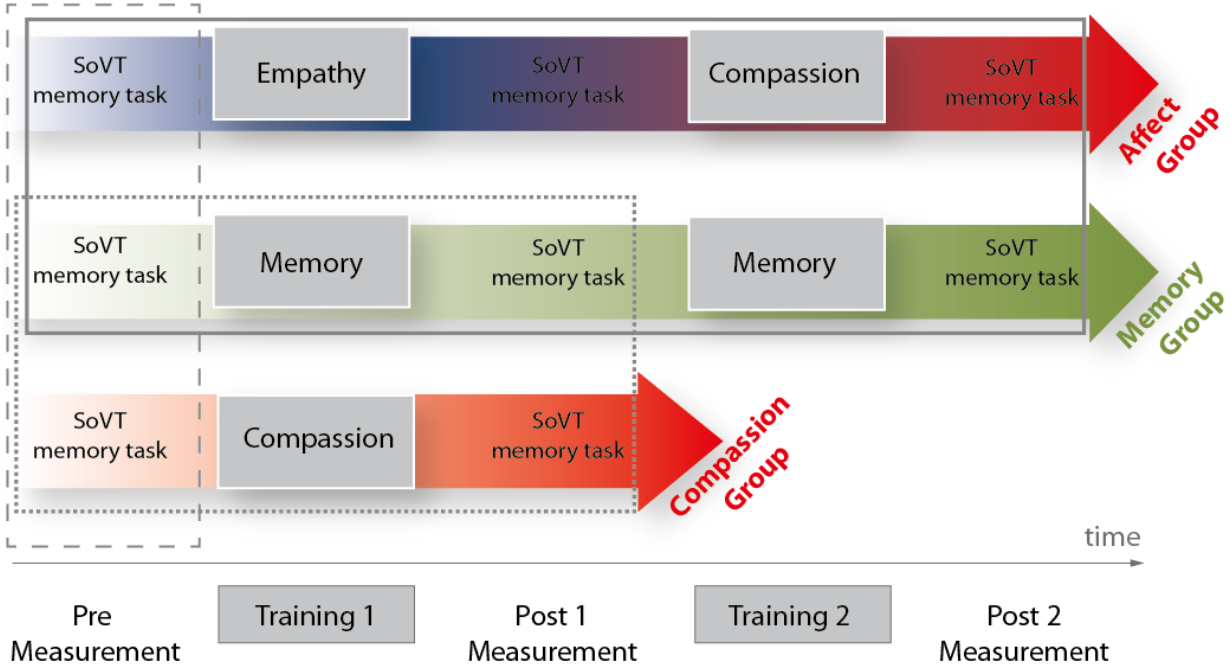 SoVT
memory task
Empathy
SoVT
memory task
Compassion
SoVT
memory task
Affect
Group
SoVT
memory task
Memory
SoVT
memory task
Memory
SoVT
memory task
Memory
Group
SoVT
memory task
Compassion
SoVT
memory task
Compassion
Group
time
Pre
Measurement
Training 1
Post 1
Measurement
Training 2
Post 2
Measurement